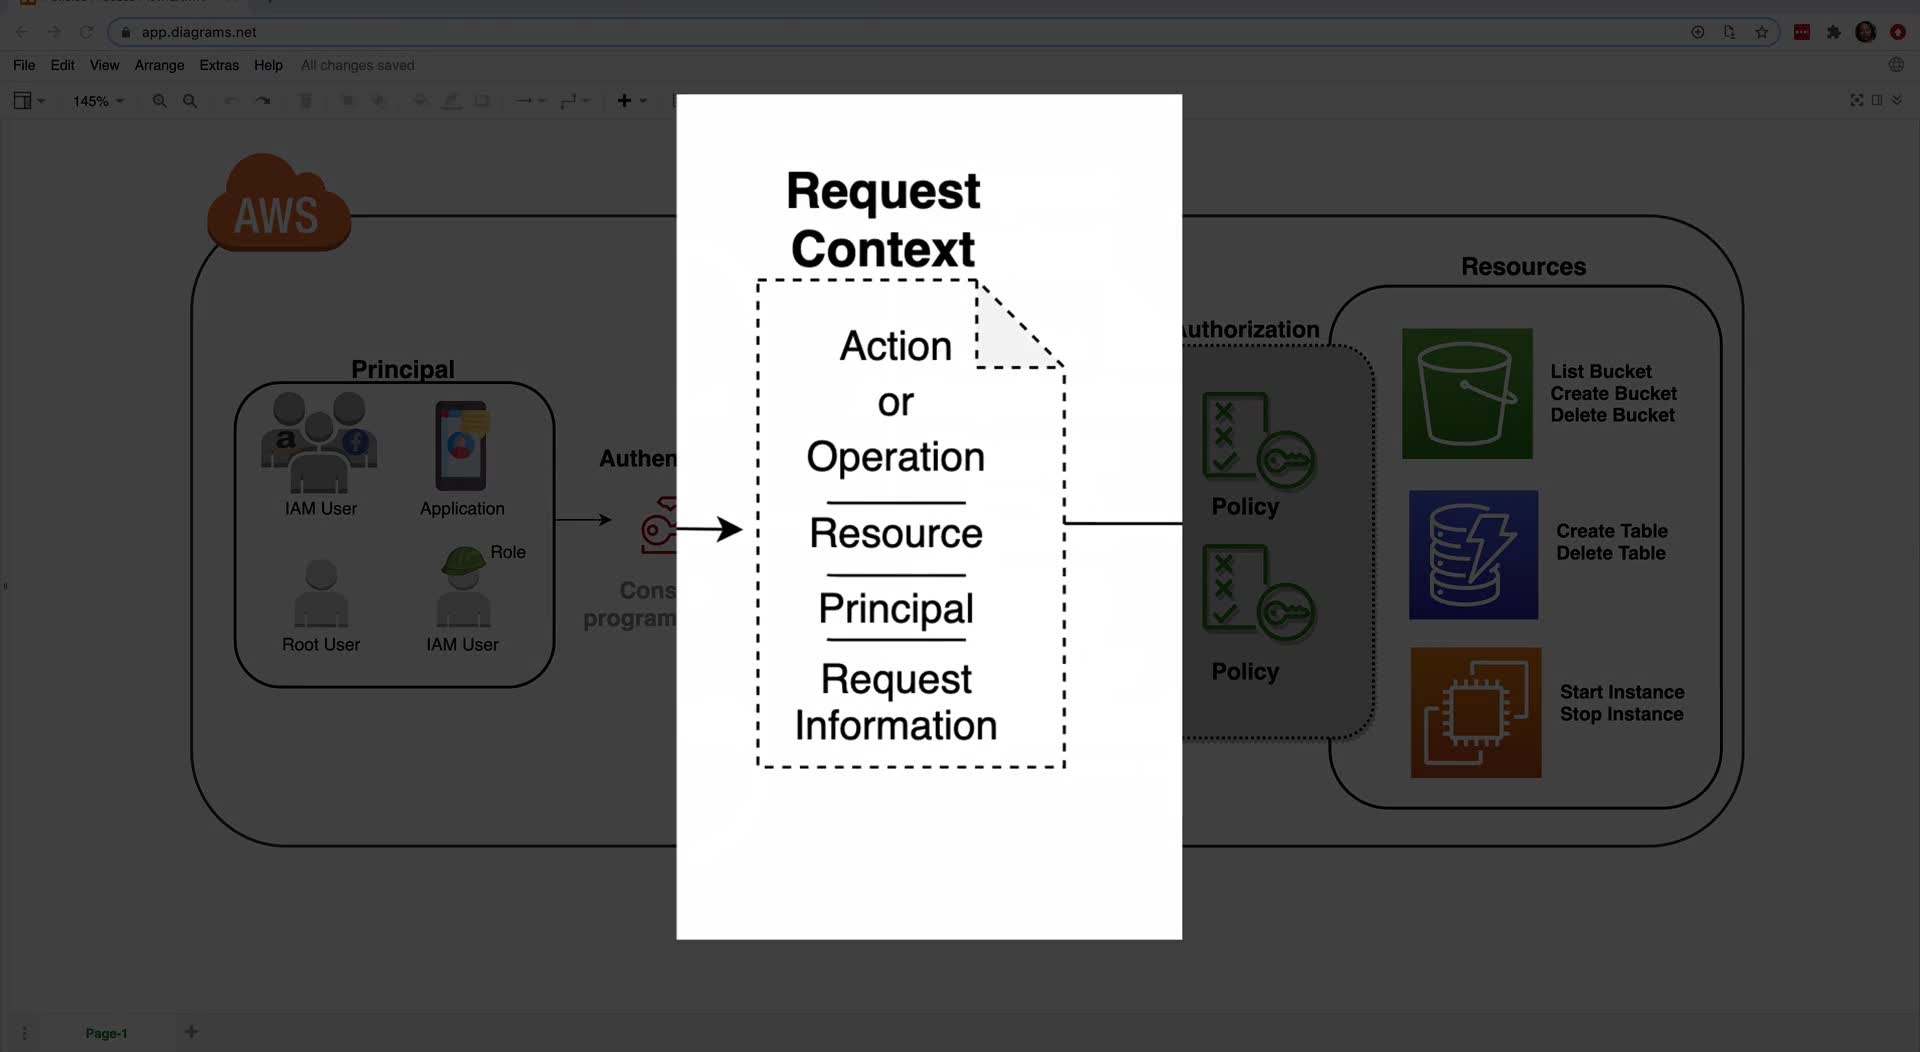 app.diagrams.net
File Edit View Arrange Extras Help All changes saved
145%
AWS
Request
Context
Action
or
Operation
Resource
Principal
Request
Information
Principal
a
f
IAM User
Application
Role
Root User
IAM User
Authen
Cons
program
uthorization
Policy
Policy
Resources
List Bucket
Create Bucket
Delete Bucket
Create Table
Delete Table
Start Instance
Stop Instance
Page-1